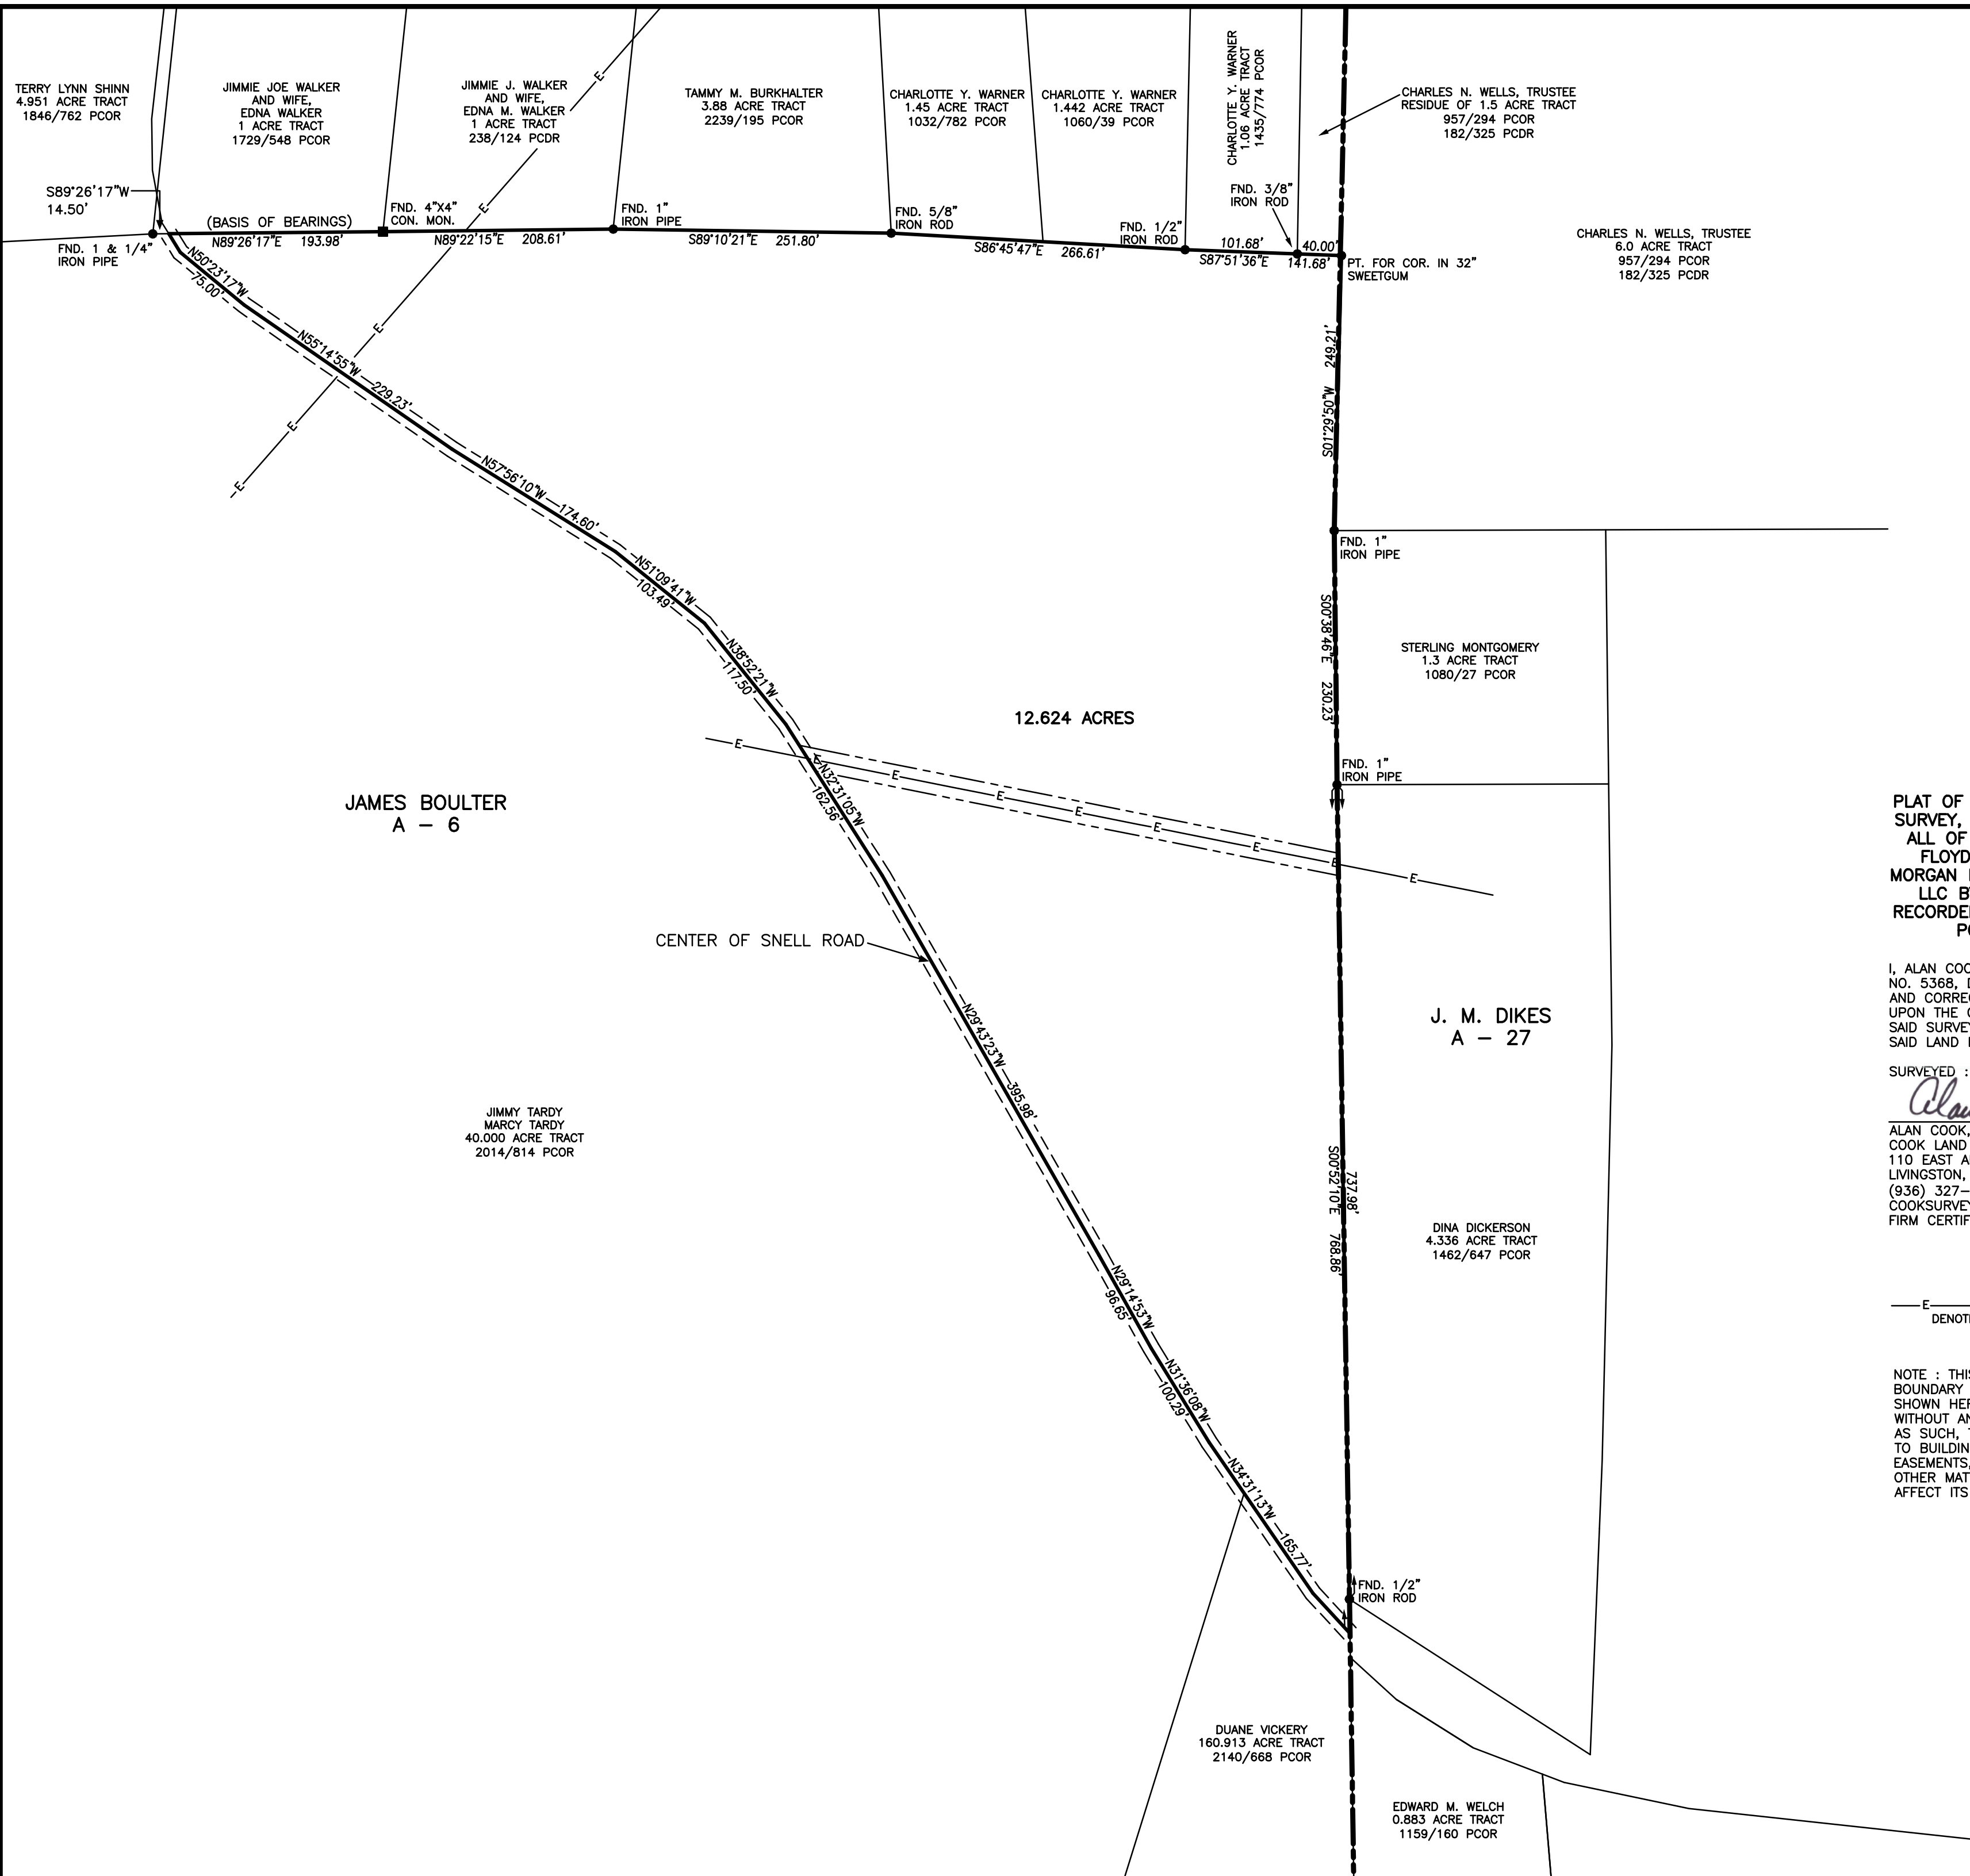 TERRY LYNN SHINN
4.951 ACRE TRACT
1846/762 PCOR
JIMMIE JOE WALKER
AND WIFE,
EDNA WALKER
1 ACRE TRACT
1729/548 PCOR
JIMMIE J. WALKER
AND WIFE,
EDNA M. WALKER
1 ACRE TRACT
238/124 PCDR
TAMMY M. BURKHALTER
3.88 ACRE TRACT
2239/195 PCOR
CHARLOTTE Y. WARNER
1.45 ACRE TRACT
1032/782 PCOR
CHARLOTTE Y. WARNER
1.442 ACRE TRACT
1060/39 PCOR
CHARLOTTE Y. WARNER
1.06 ACRE TRACT
1435/774 PCOR
CHARLES N. WELLS, TRUSTEE
RESIDUE OF 1.5 ACRE TRACT
957/294 PCOR
182/325 PCDR
CHARLES N. WELLS, TRUSTEE
6.0 ACRE TRACT
957/294 PCOR
182/325 PCDR
S89°26'17"W
14.50'
FND. 1 & 1/4"
IRON PIPE
(BASIS OF BEARINGS)
N89°26'17"E 193.98'
FND. 4"X4"
CON. MON.
N89°22'15"E 208.61'
FND. 1"
IRON PIPE
S89°10'21"E 251.80'
FND. 5/8"
IRON ROD
S86°45'47"E 266.61'
FND. 1/2"
IRON ROD
FND. 3/8"
IRON ROD
101.68'
40.00'
S87°51'36"E 141.68'
PT. FOR COR. IN 32"
SWEETGUM
S01°29'50"W 249.21'
FND. 1"
IRON PIPE
S00°38'46"E 230.23'
STERLING MONTGOMERY
1.3 ACRE TRACT
1080/27 PCOR
FND. 1"
IRON PIPE
N50°23'17"W
75.00'
N55°14'55"W 229.23'
N57°56'10"W 174.60'
N51°09'41"W
103.49'
N38°52'21"W
117.50'
N32°31'05"W
162.56'
N29°43'23"W 395.98'
N29°14'53"W
96.65'
N31°36'08"W
100.29'
N34°31'13"W 165.77'
E
E
E
E
E
E
E
E
E
E
E
E
E
E
12.624 ACRES
JAMES BOULTER
A - 6
CENTER OF SNELL ROAD
J. M. DIKES
A - 27
JIMMY TARDY
MARCY TARDY
40.000 ACRE TRACT
2014/814 PCOR
737.98'
S00°52'10"E 768.86'
DINA DICKERSON
4.336 ACRE TRACT
1462/647 PCOR
FND. 1/2"
IRON ROD
DUANE VICKERY
160.913 ACRE TRACT
2140/668 PCOR
EDWARD M. WELCH
0.883 ACRE TRACT
1159/160 PCOR
PLAT OF
SURVEY,
ALL OF
FLOYD
MORGAN
LLC
RECORDE
I, ALAN COO
NO. 5368,
AND CORRE
UPON THE
SAID SURVE
SAID LAND
SURVEYED :
Alan
ALAN COOK,
COOK LAND
110 EAST
LIVINGSTON,
(936) 327-
COOKSURVE
FIRM CERTIF
E
DENOT
NOTE : THIS
BOUNDARY
SHOWN HE
WITHOUT AN
AS SUCH,
TO BUILDIN
EASEMENTS,
OTHER MAT
AFFECT ITS